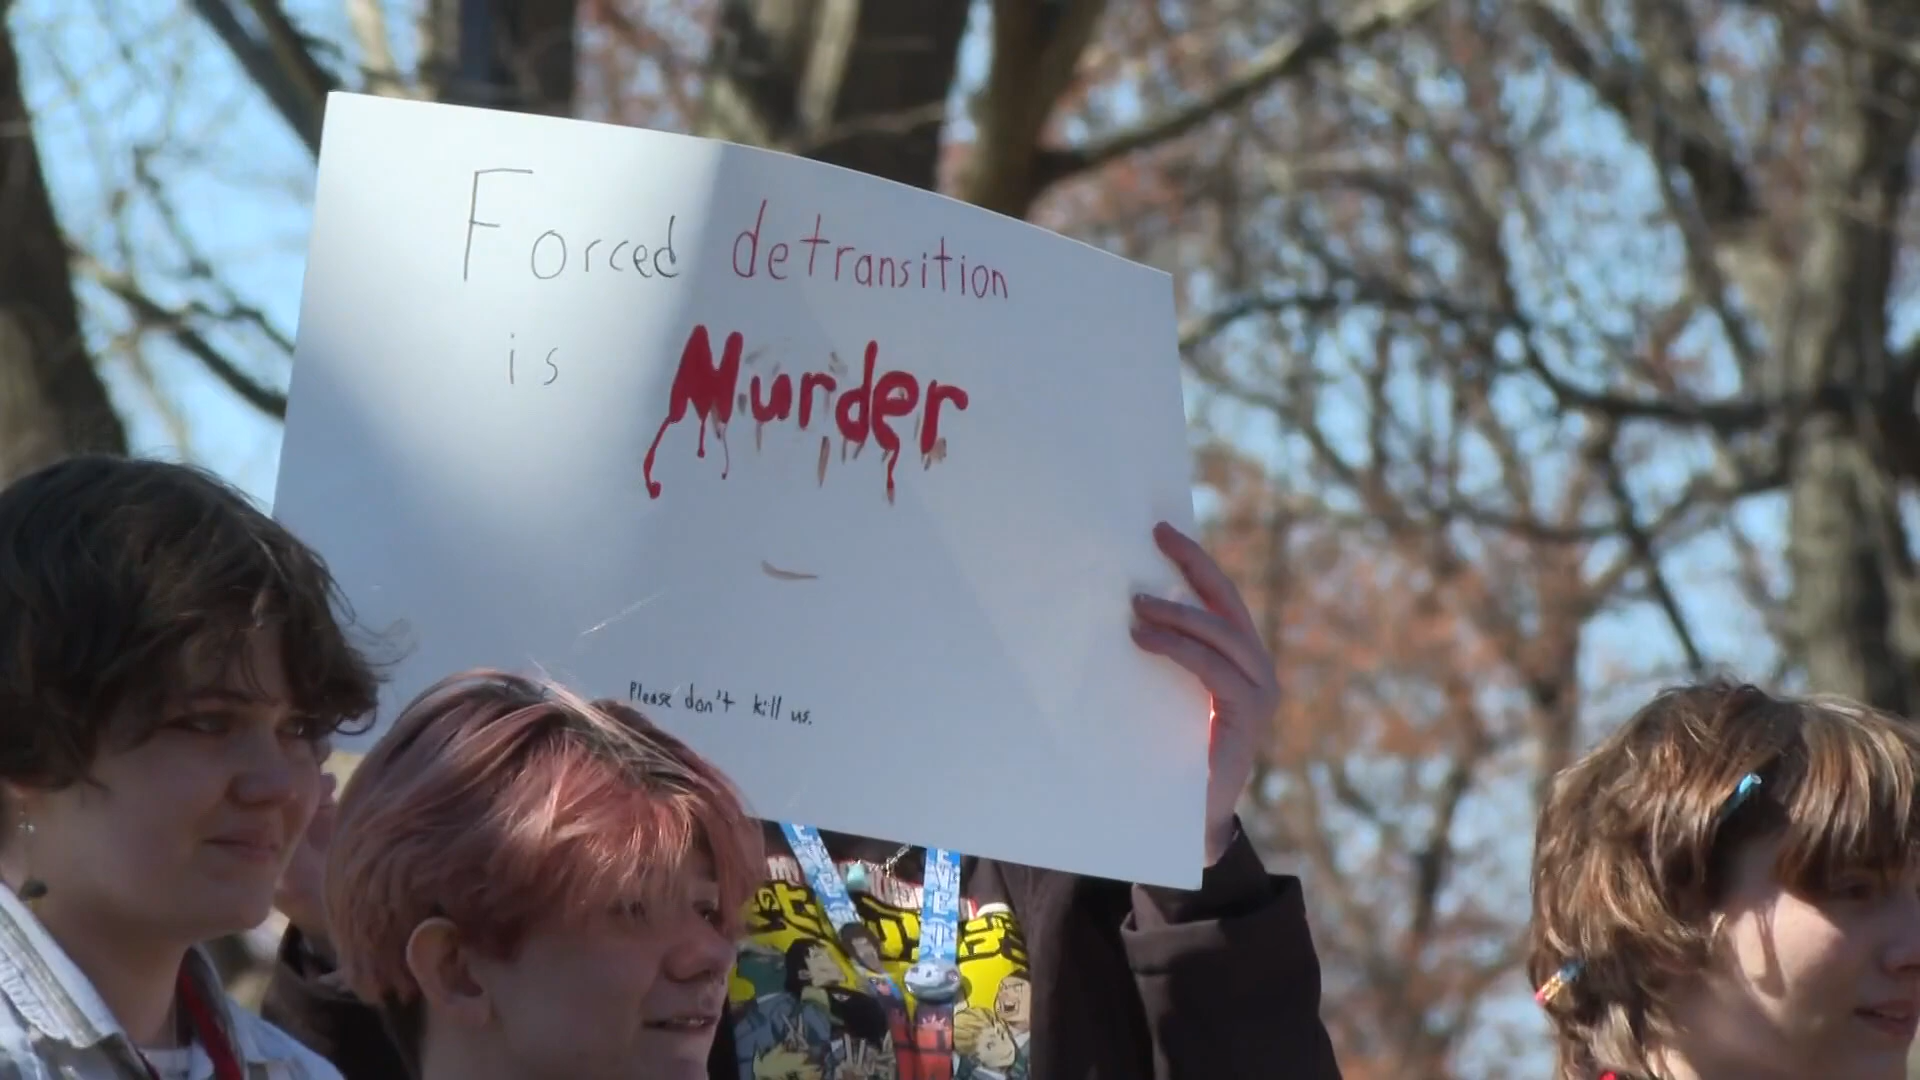 Forced detransition
is Murder
Please don't kill us.